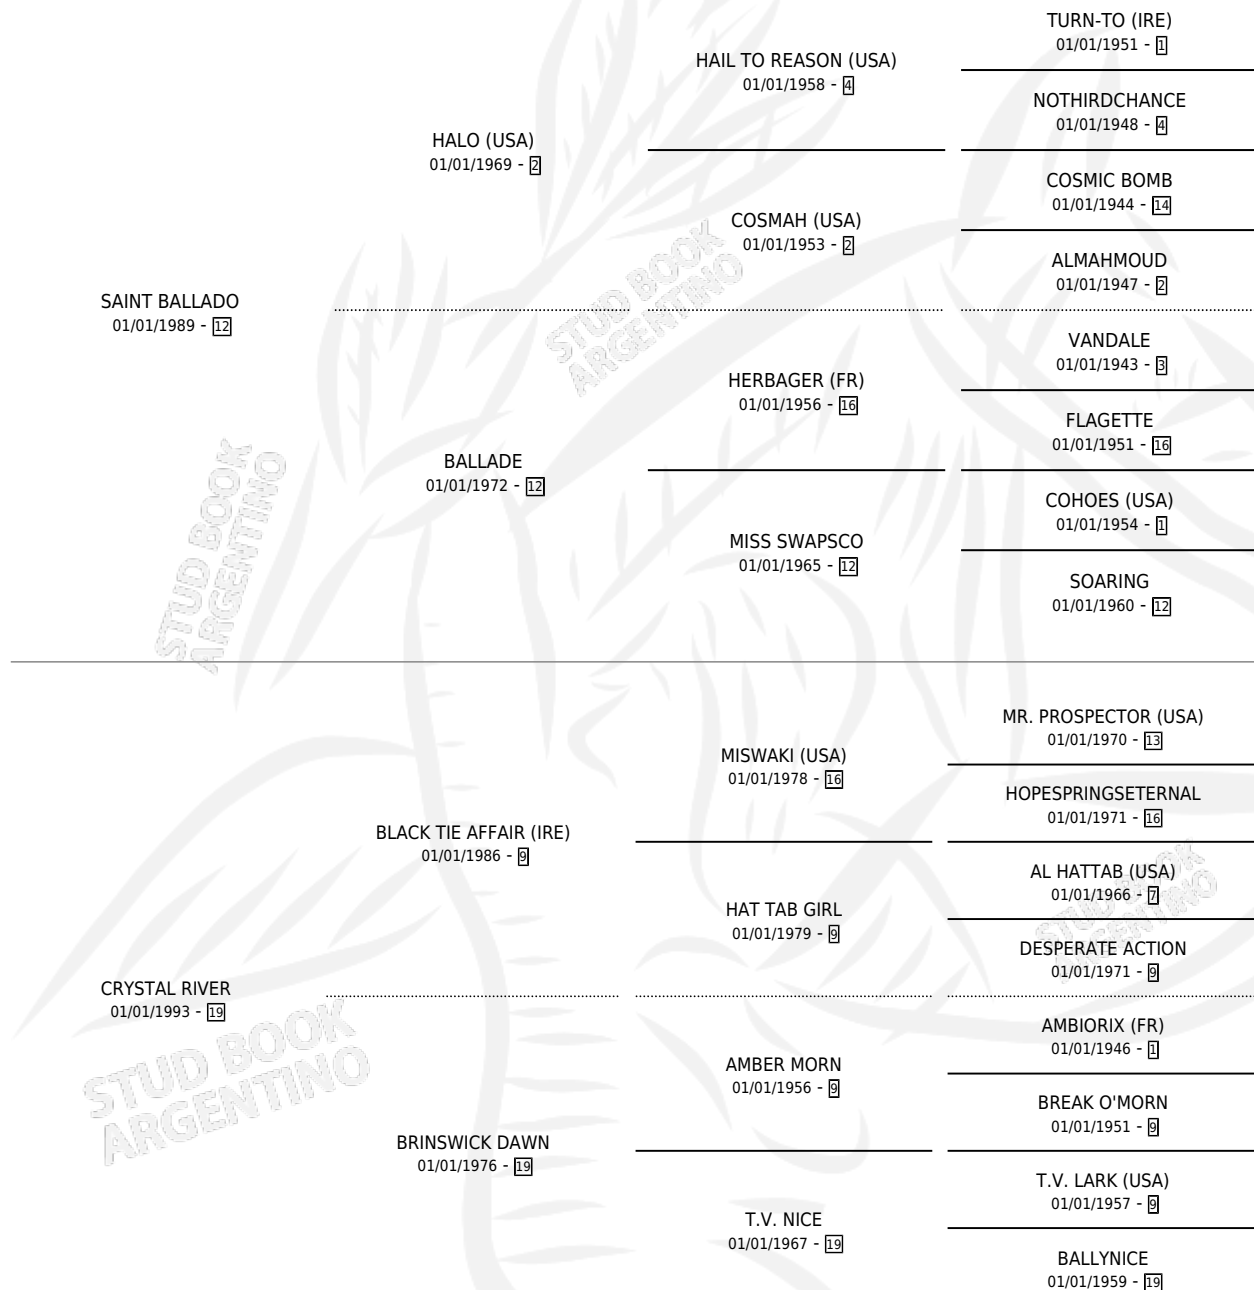 TURN-TO (IRE)
01/01/1951 - 1
HAIL TO REASON (USA)
01/01/1958 - 4
NOTHIRDCHANCE
01/01/1948 - 4
HALO (USA)
01/01/1969 - 2
COSMIC BOMB
01/01/1944 - 14
COSMAH (USA)
01/01/1953 - 2
ALMAHMOUD
01/01/1947 - 2
SAINT BALLADO
01/01/1989 - 12
STUD BOOK
ARGENTINO
VANDALE
01/01/1943 - 3
HERBAGER (FR)
01/01/1956 - 16
FLAGETTE
01/01/1951 - 16
BALLADE
01/01/1972 - 12
COHOES (USA)
01/01/1954 - 1
MISS SWAPSCO
01/01/1965 - 12
SOARING
01/01/1960 - 12
STUD BOOK
ARGENTINO
MR. PROSPECTOR (USA)
01/01/1970 - 13
MISWAKI (USA)
01/01/1978 - 16
HOPESPRINGSETERNAL
01/01/1971 - 16
BLACK TIE AFFAIR (IRE)
01/01/1986 - 9
AL HATTAB (USA)
01/01/1966 - 7
HAT TAB GIRL
01/01/1979 - 9
STUD BOOK
ARGENTINO
DESPERATE ACTION
01/01/1971 - 9
CRYSTAL RIVER
01/01/1993 - 19
AMBIORIX (FR)
01/01/1946 - 1
AMBER MORN
01/01/1956 - 9
BREAK O'MORN
01/01/1951 - 9
STUD BOOK
ARGENTINO
BRINSWICK DAWN
01/01/1976 - 19
T.V. LARK (USA)
01/01/1957 - 9
T.V. NICE
01/01/1967 - 19
BALLYNICE
01/01/1959 - 19